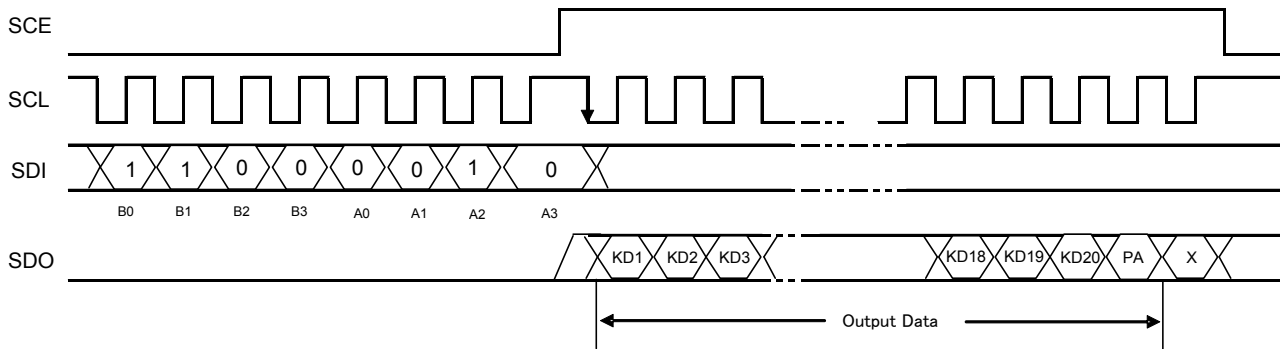 SCE
SCL
SDI 1 1 0 0 0 0 1 0
B0 B1 B2 B3 A0 A1 A2 A3
SDO KD1 KD2 KD3 KD18 KD19 KD20 PA X
Output Data